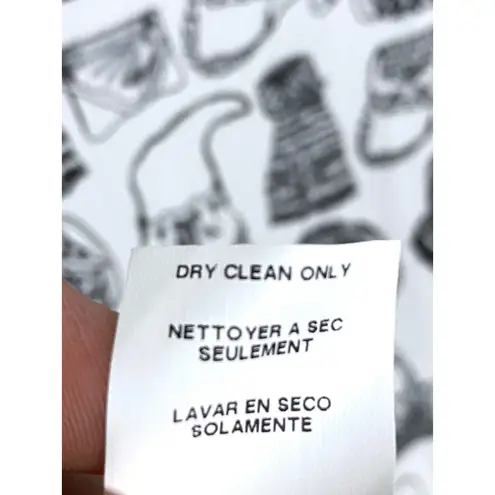 DRY CLEAN ONLY
NETTOYER A SEC
SEULEMENT
LAVAR EN SECO
SOLAMENTE